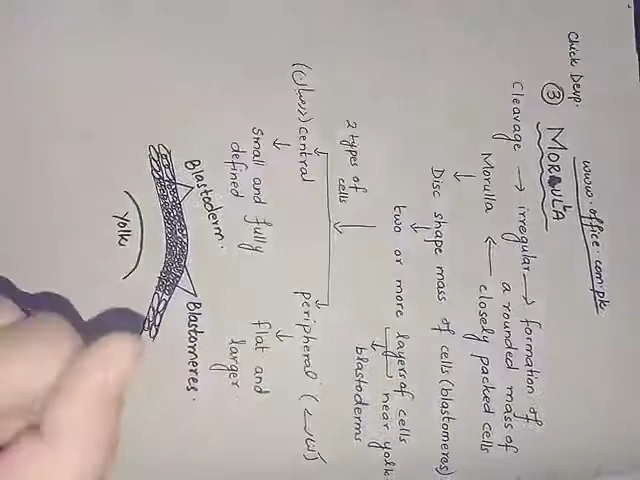 www.office.com.pk
Chick Devp.
③ MORULA
Cleavage → irregular → formation of
a rounded mass of
Morulla ← closely packed cells
↓
Disc shape mass of cells (blastomeres)
↓
two or more layers of cells
→ near yolk
blastoderms
2 types of
cells
central
peripheral
↓ ↓
small and fully
defined
flat and
larger
Blastoderm.
Blastomeres.
Yolk